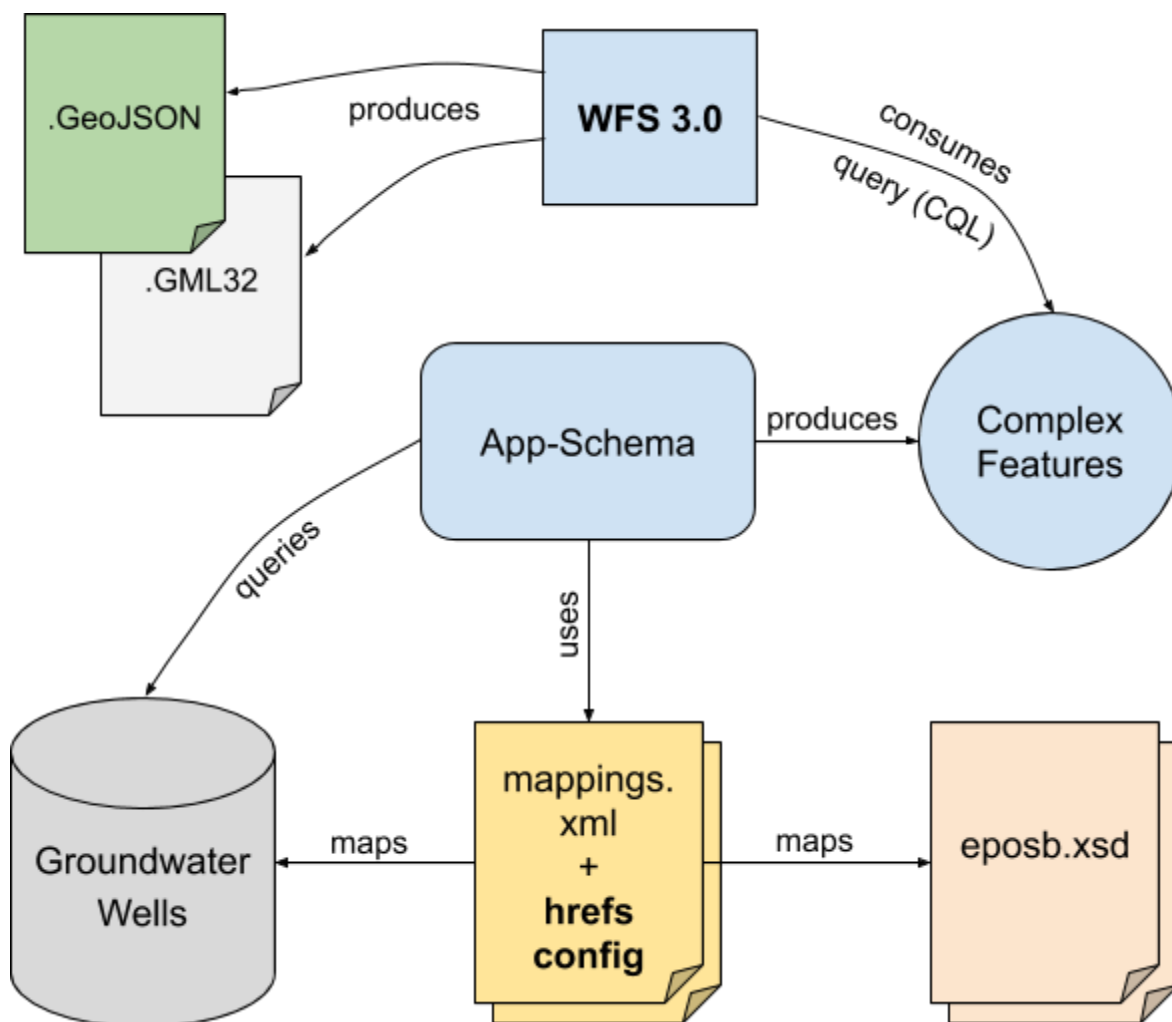 .GeoJSON
produces
WFS 3.0
consumes
query (CQL)
.GML32
App-Schema
produces
Complex
Features
queries
uses
Groundwater
Wells
maps
mappings.
xml
+
hrefs
config
maps
eposb.xsd